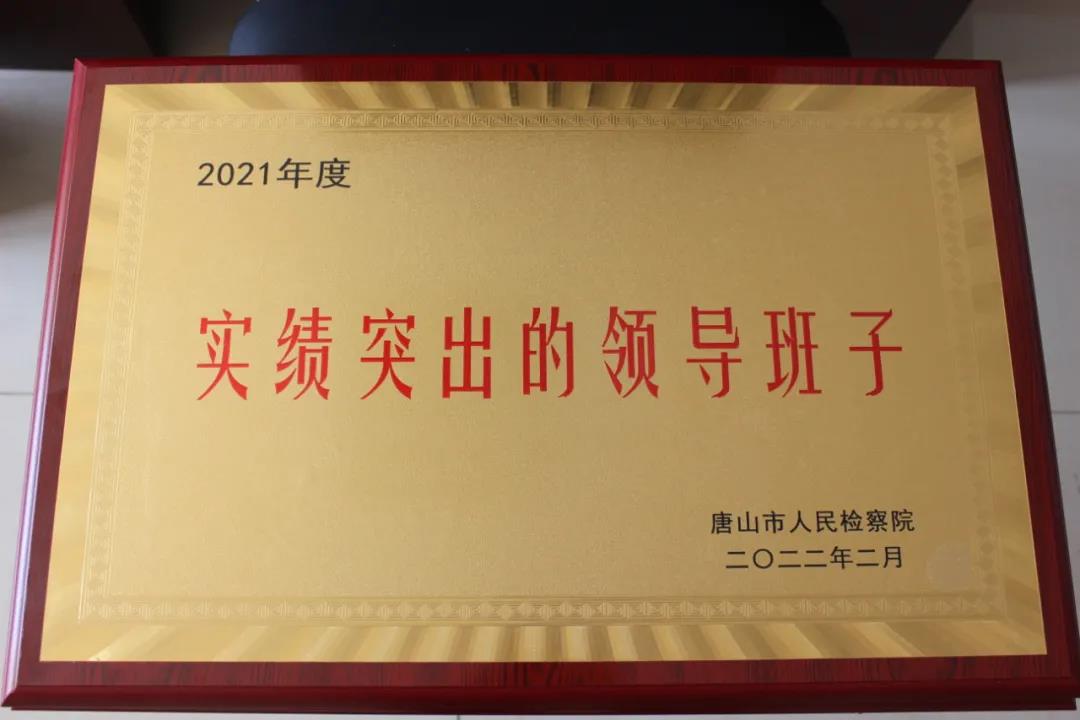 2021年度
实绩突出的领导班子
唐山市人民检察院
二〇二二年二月